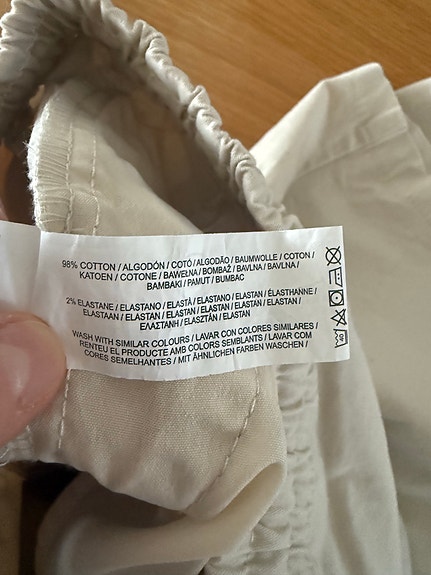 98% COTTON / ALGODÓN / COTÓ / ALGODÃO / BAUMWOLLE / COTON /
KATOEN / COTONE / BAWEŁNA / BOMBAŽ / BAVLNA / BAVLNA /
BAMBAKI / PAMUT / BUMBAC
2% ELASTANE / ELASTANO / ELASTÀ / ELASTANO / ELASTAN / ÉLASTHANNE /
ELASTAAN / ELASTAN / ELASTAN / ELASTAN / ELASTAN / ELASTAN /
ΕΛΑΣΤΑΝΗ / ELASZTÁN / ELASTAN
WASH WITH SIMILAR COLOURS / LAVAR CON COLORES SIMILARES /
RENTEU EL PRODUCTE AMB COLORS SEMBLANTS / LAVAR COM
CORES SEMELHANTES / MIT ÄHNLICHEN FARBEN WASCHEN /